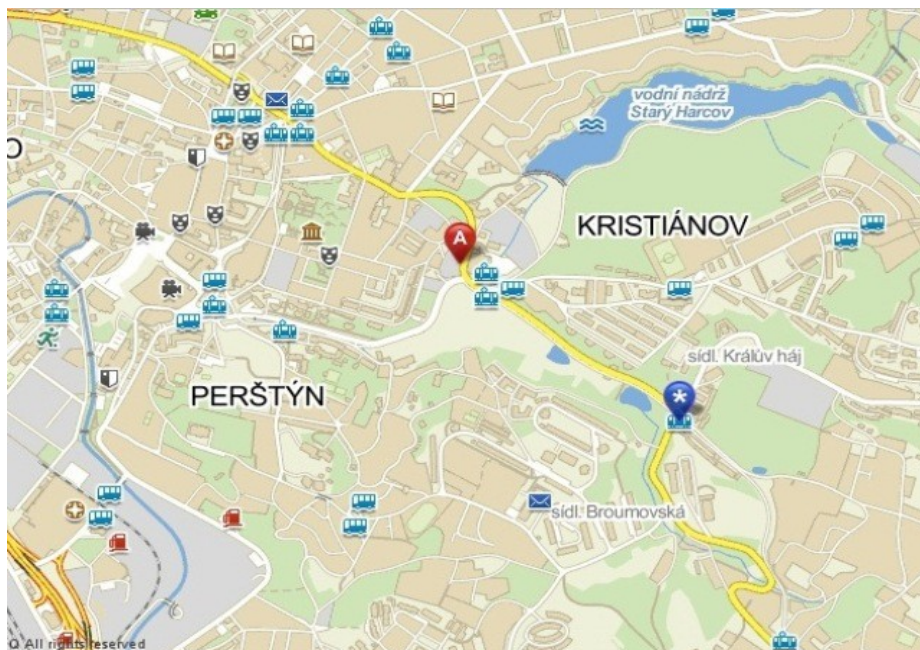 vodní nádrž
Starý Harcov
O
KRISTIÁNOV
A
sídl. Králův háj
PERŠTÝN
*
sídl. Broumovská
All rights reserved